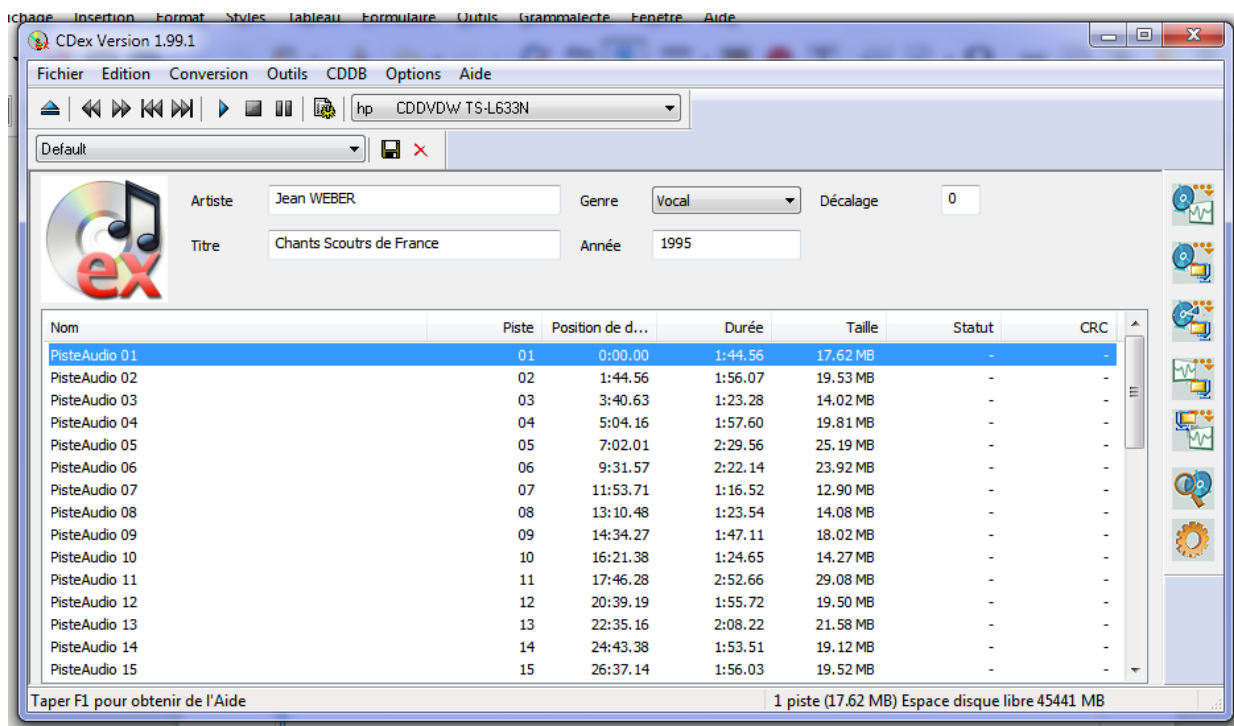 chage Insertion Format Styles Tableau Formulaire Outils Grammalecte Fenêtre Aide
CDex Version 1.99.1
Fichier Edition Conversion Outils CDDB Options Aide
hp CDDVDW TS-L633N
Default
Artiste Jean WEBER Genre Vocal Décalage 0
Titre Chants Scoutrs de France Année 1995
ex
Nom Piste Position de d... Durée Taille Statut CRC
PisteAudio 01 01 0:00.00 1:44.56 17.62 MB - -
PisteAudio 02 02 1:44.56 1:56.07 19.53 MB - -
PisteAudio 03 03 3:40.63 1:23.28 14.02 MB - -
PisteAudio 04 04 5:04.16 1:57.60 19.81 MB - -
PisteAudio 05 05 7:02.01 2:29.56 25.19 MB - -
PisteAudio 06 06 9:31.57 2:22.14 23.92 MB - -
PisteAudio 07 07 11:53.71 1:16.52 12.90 MB - -
PisteAudio 08 08 13:10.48 1:23.54 14.08 MB - -
PisteAudio 09 09 14:34.27 1:47.11 18.02 MB - -
PisteAudio 10 10 16:21.38 1:24.65 14.27 MB - -
PisteAudio 11 11 17:46.28 2:52.66 29.08 MB - -
PisteAudio 12 12 20:39.19 1:55.72 19.50 MB - -
PisteAudio 13 13 22:35.16 2:08.22 21.58 MB - -
PisteAudio 14 14 24:43.38 1:53.51 19.12 MB - -
PisteAudio 15 15 26:37.14 1:56.03 19.52 MB - -
Taper F1 pour obtenir de l'Aide 1 piste (17.62 MB) Espace disque libre 45441 MB